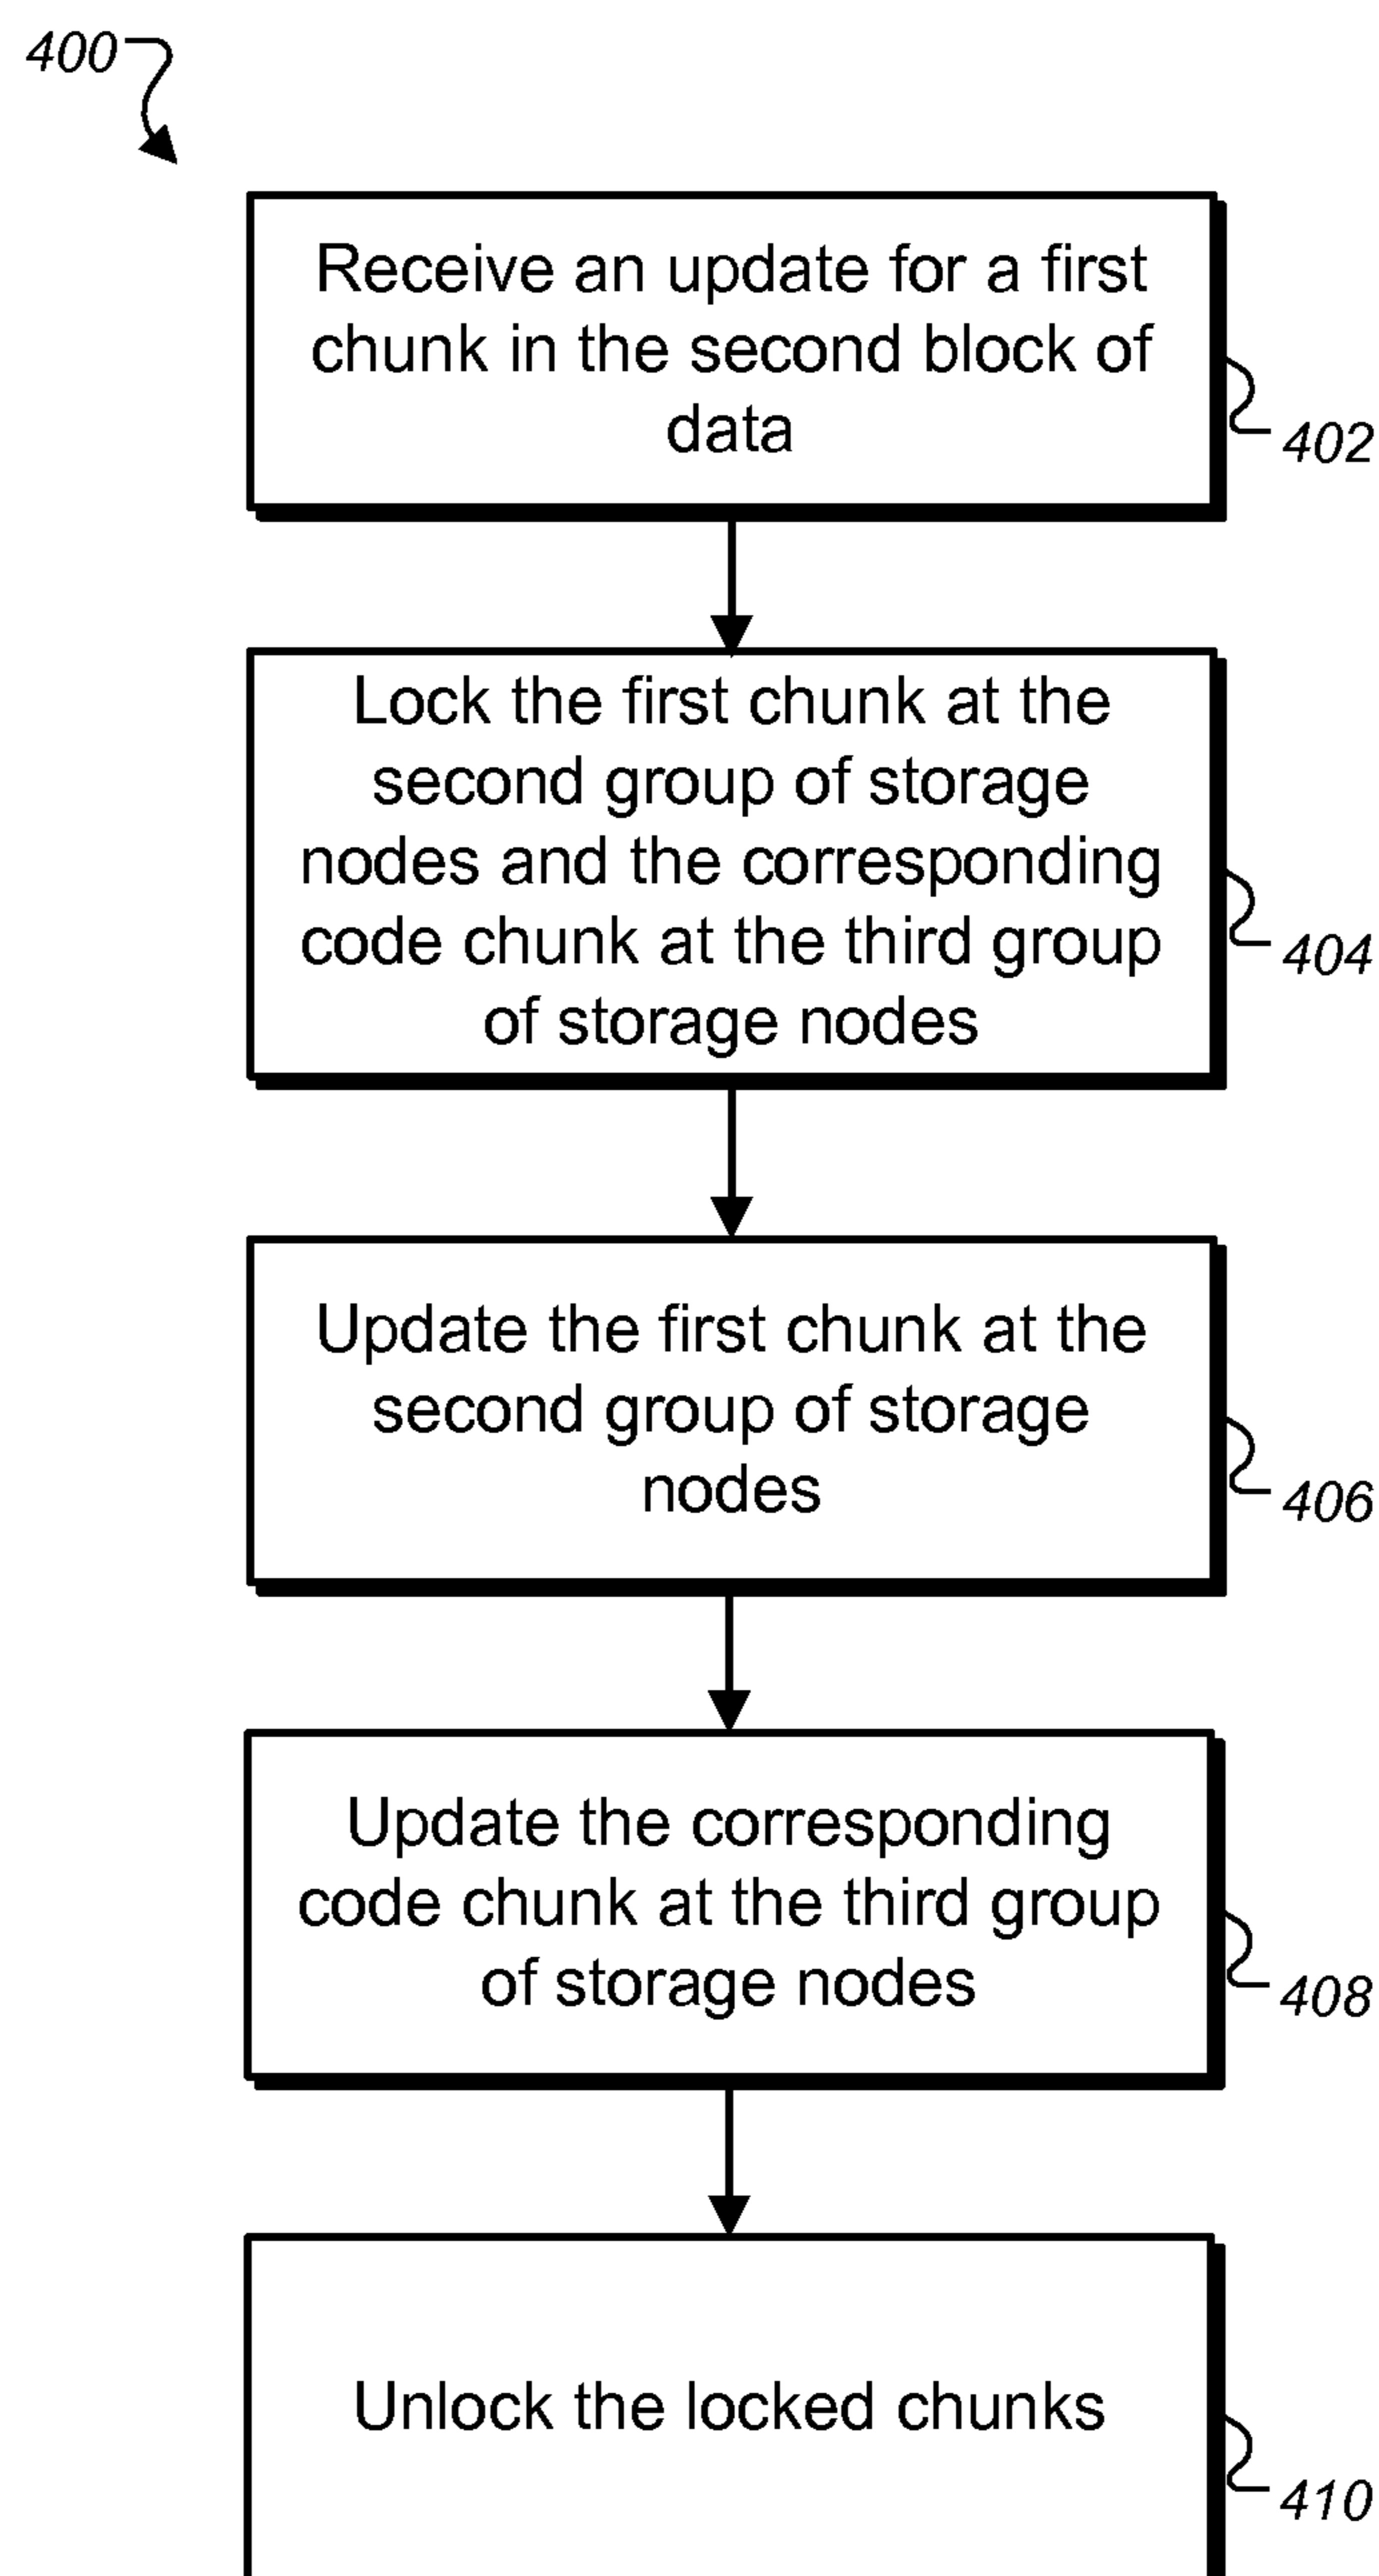 400
Receive an update for a first
chunk in the second block of
data
402
Lock the first chunk at the
second group of storage
nodes and the corresponding
code chunk at the third group
of storage nodes
404
Update the first chunk at the
second group of storage
nodes
406
Update the corresponding
code chunk at the third group
of storage nodes
408
Unlock the locked chunks
410